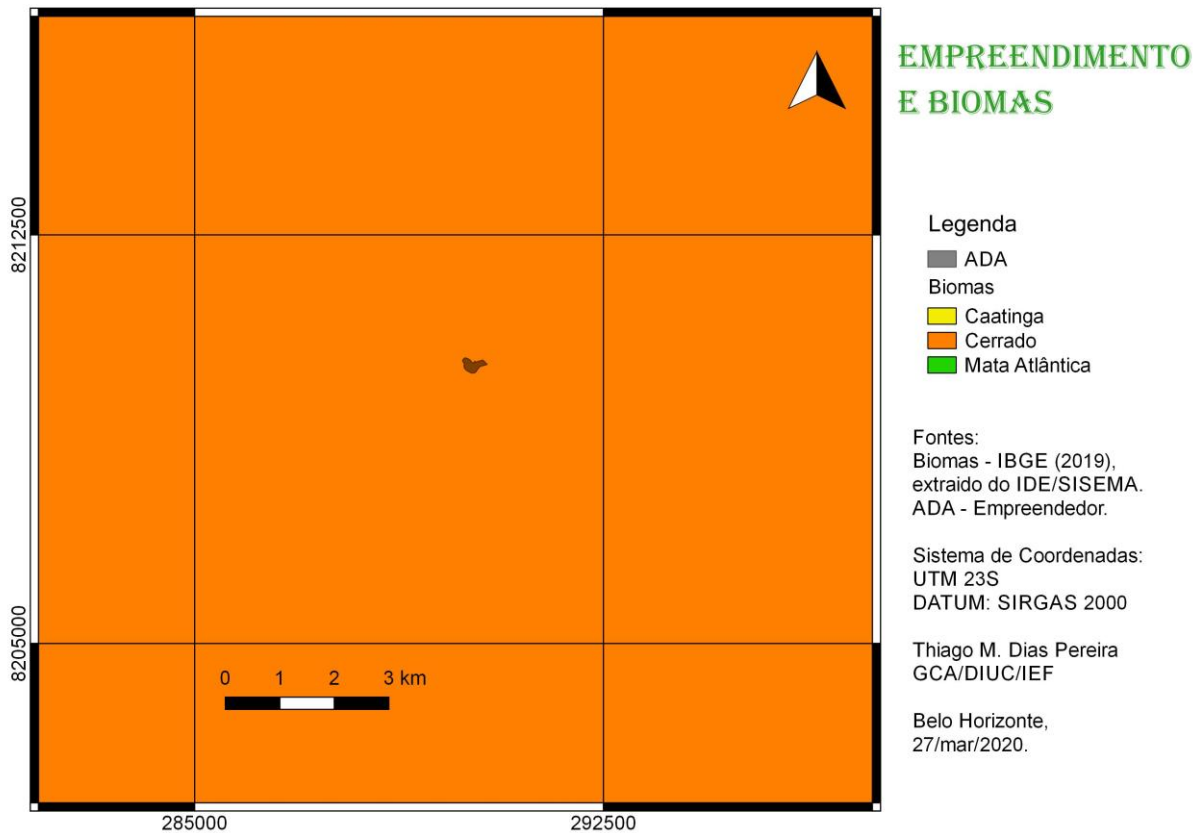 EMPREENDIMENTO
E BIOMAS
8212500
8205000
0 1 2 3 km
285000 292500
Legenda
ADA
Biomas
Caatinga
Cerrado
Mata Atlântica
Fontes:
Biomas - IBGE (2019),
extraido do IDE/SISEMA.
ADA - Empreendedor.
Sistema de Coordenadas:
UTM 23S
DATUM: SIRGAS 2000
Thiago M. Dias Pereira
GCA/DIUC/IEF
Belo Horizonte,
27/mar/2020.